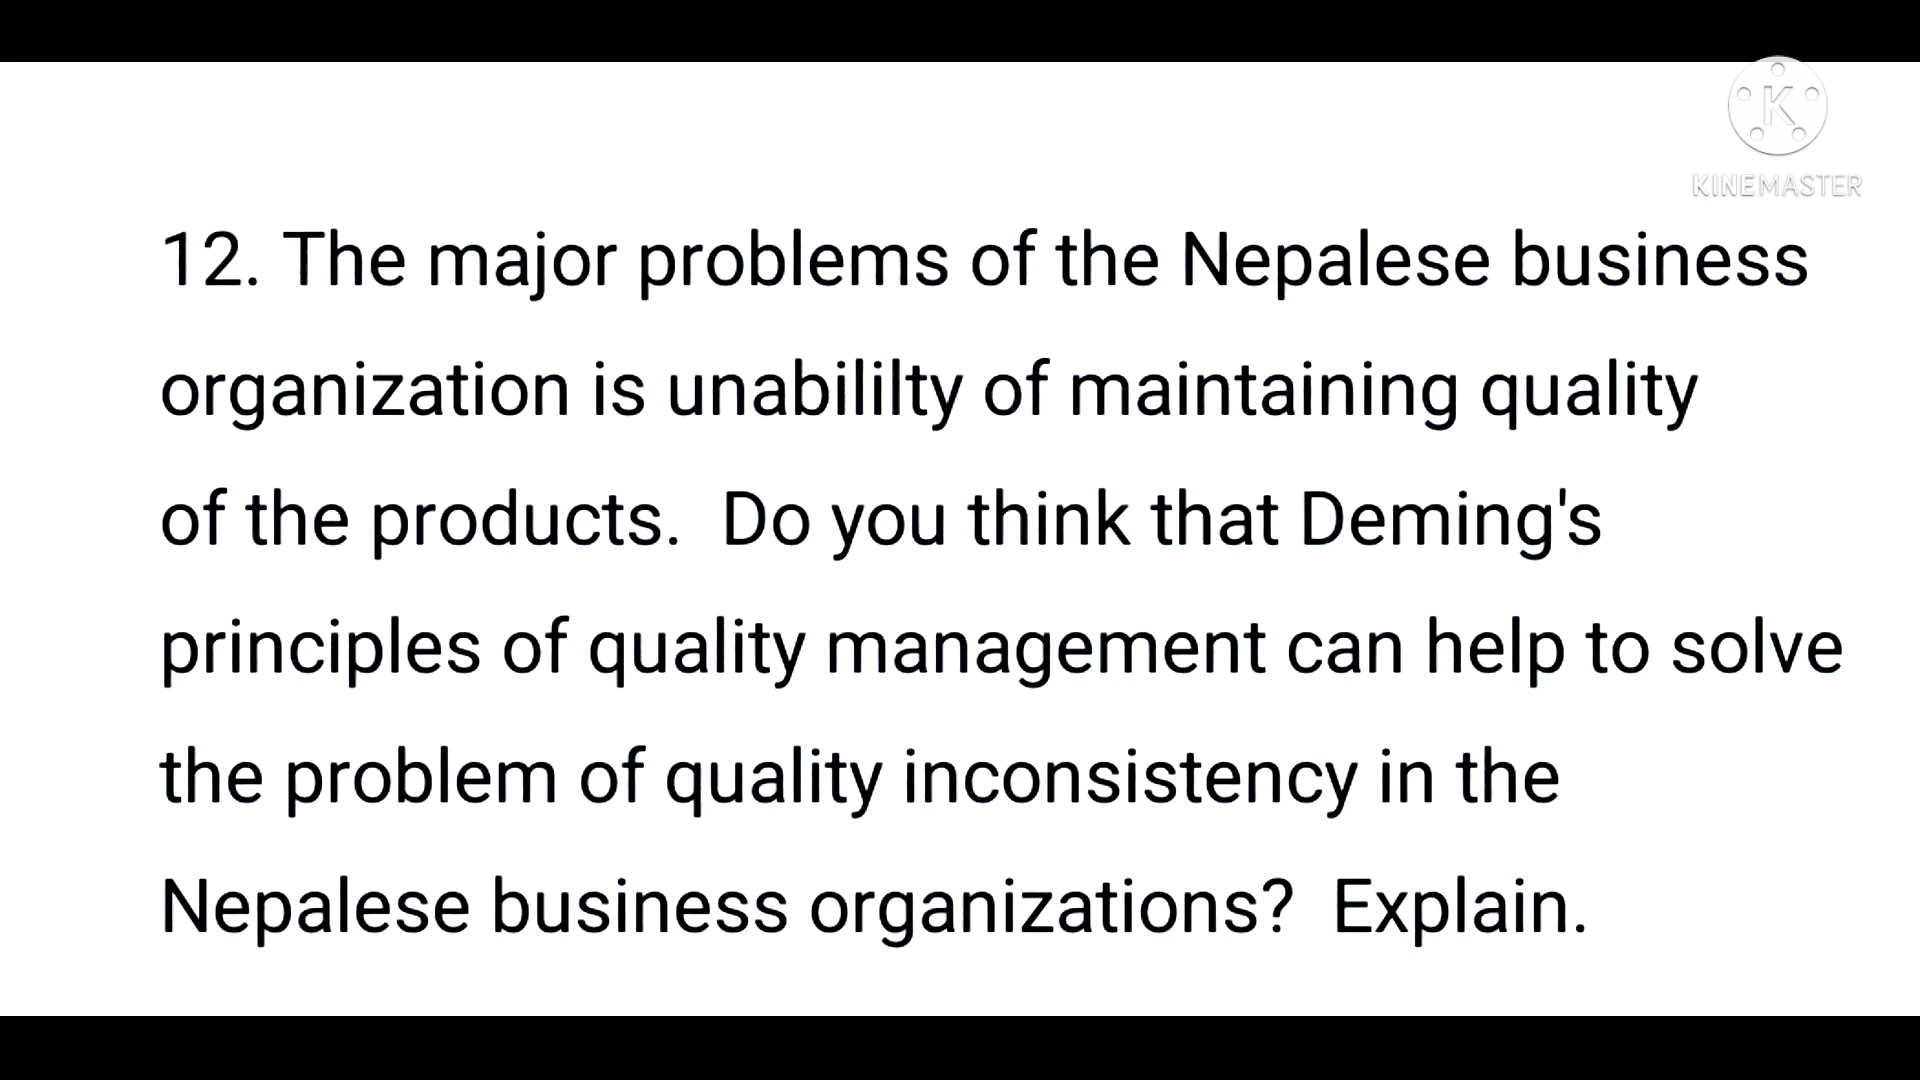 K
KINEMASTER
12. The major problems of the Nepalese business
organization is unabililty of maintaining quality
of the products.  Do you think that Deming's
principles of quality management can help to solve
the problem of quality inconsistency in the
Nepalese business organizations?  Explain.